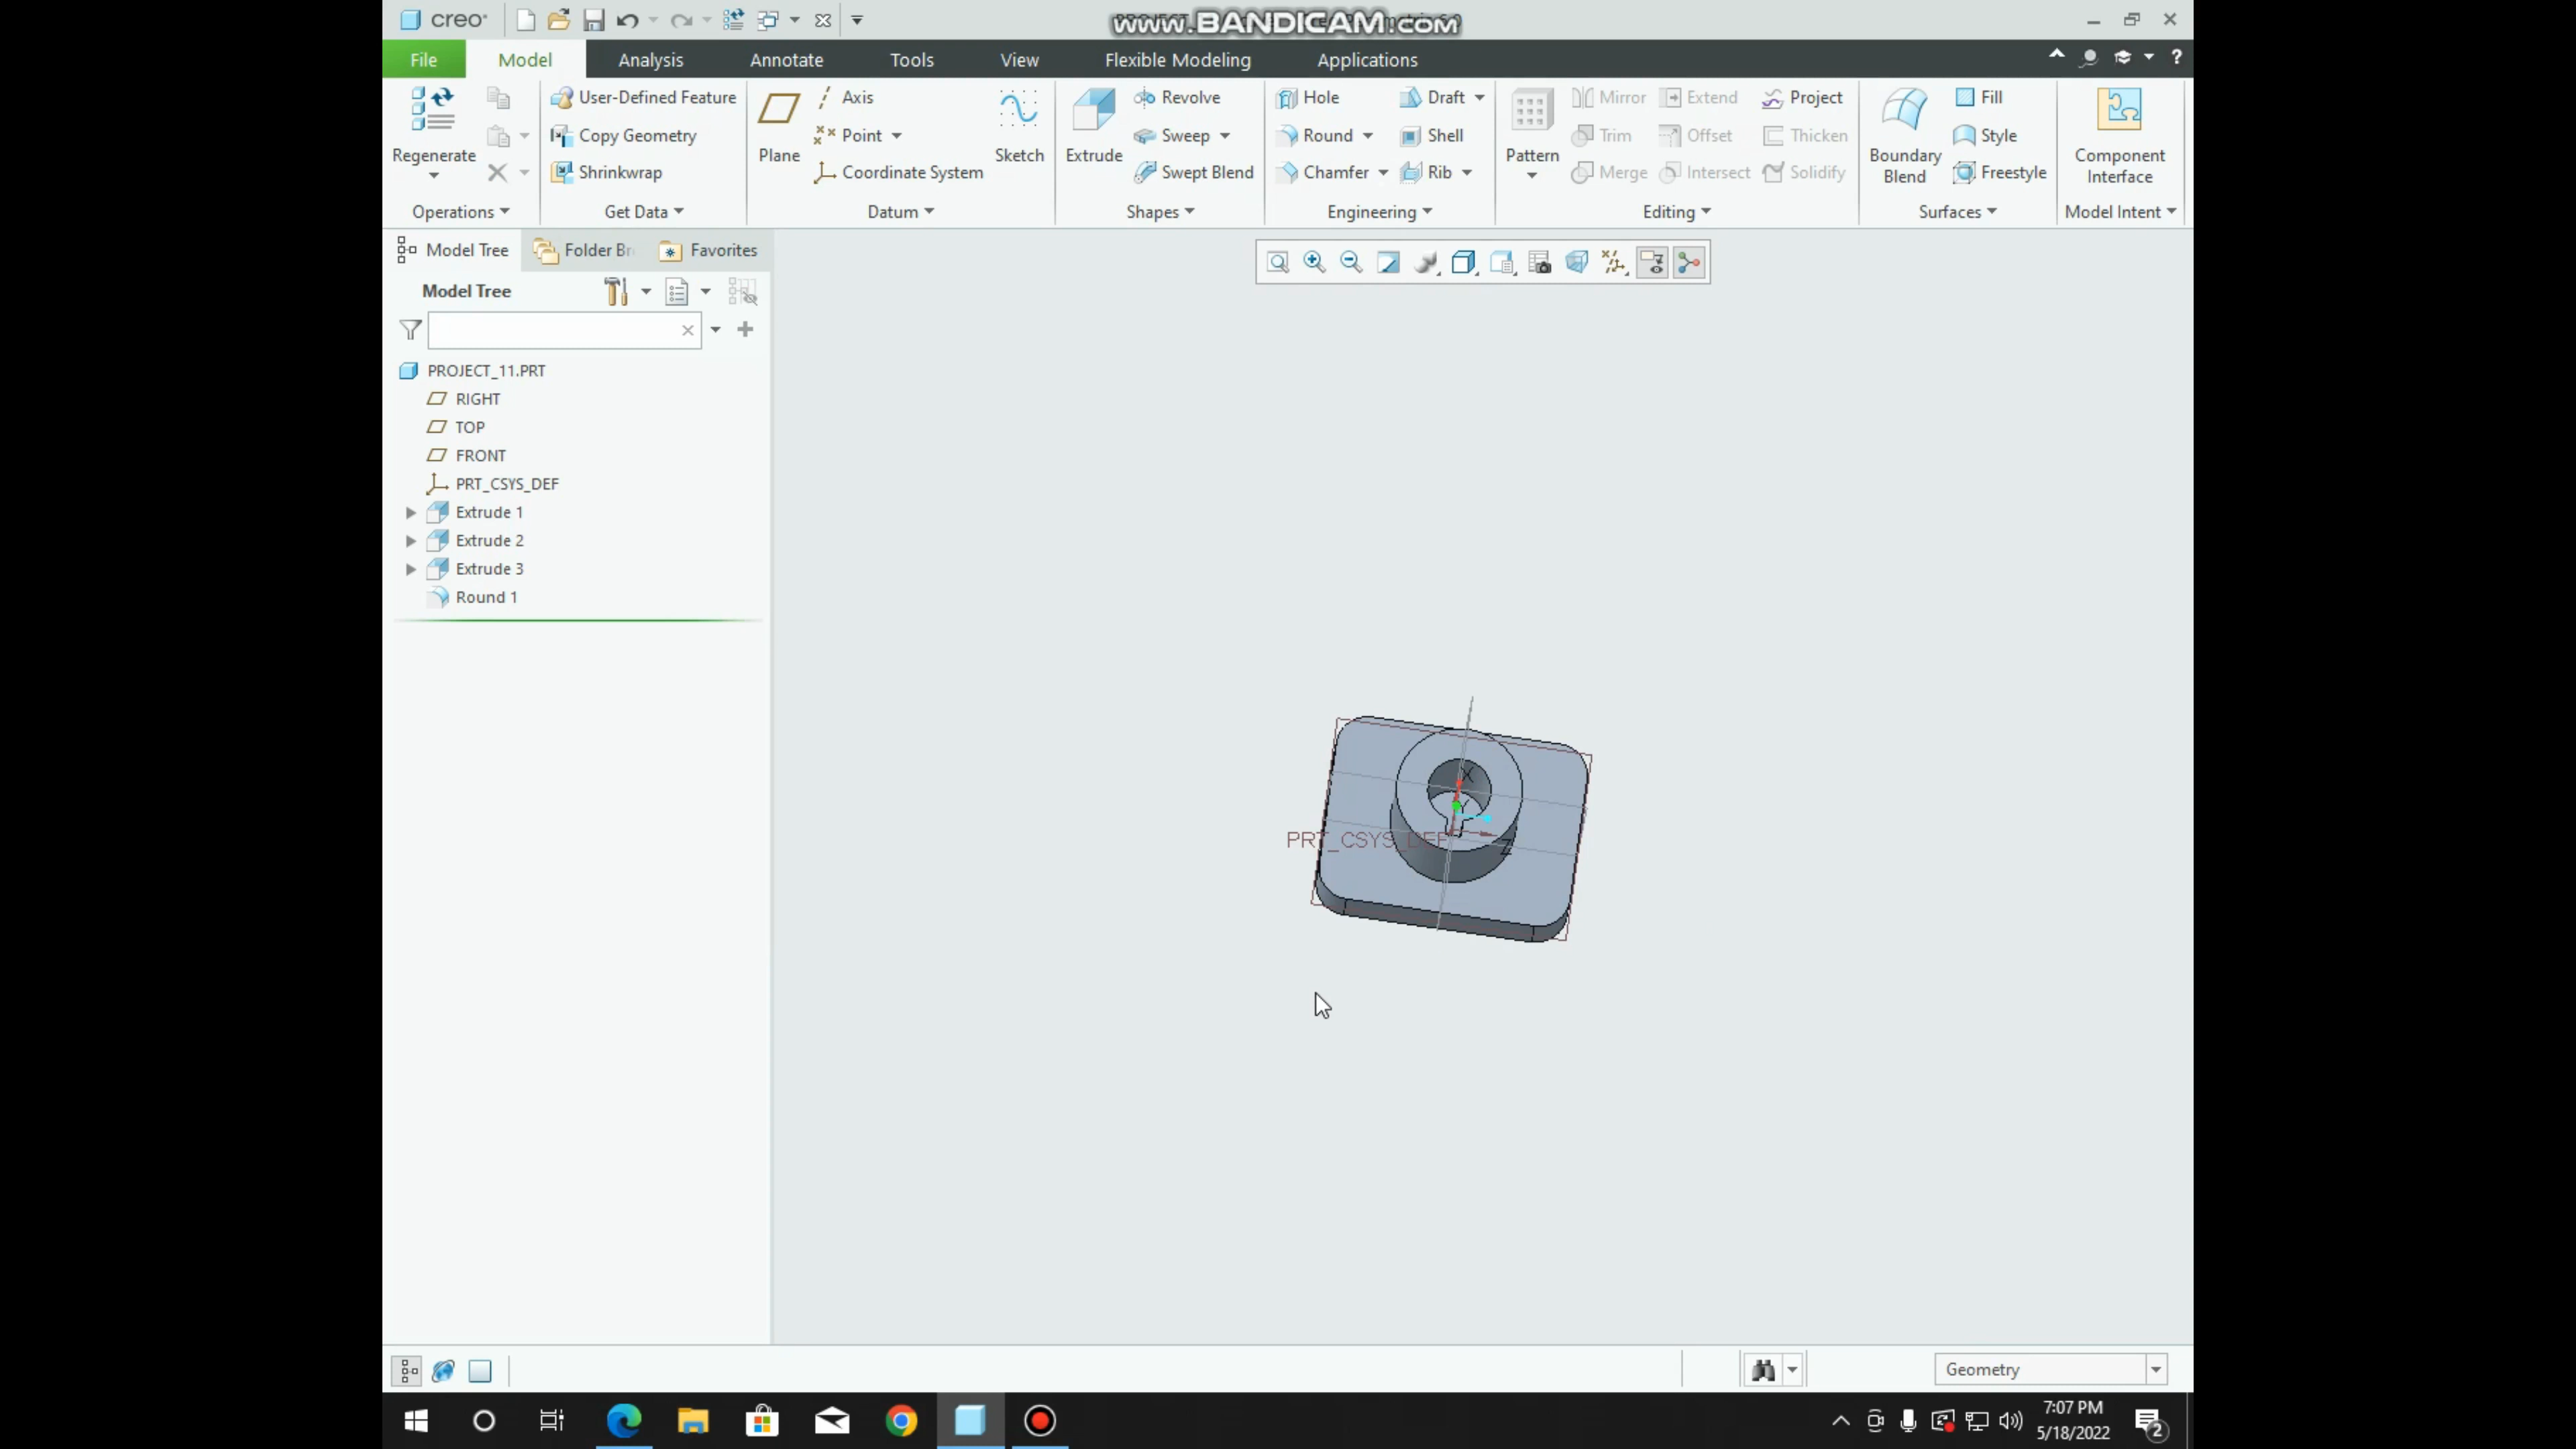 creo
www.BANDICAM.com
File Model Analysis Annotate Tools View Flexible Modeling Applications
Regenerate
Operations
User-Defined Feature
Copy Geometry
Shrinkwrap
Get Data
Plane
Axis
Point
Coordinate System
Sketch
Datum
Extrude
Revolve
Sweep
Swept Blend
Shapes
Hole
Draft
Round
Shell
Chamfer
Rib
Engineering
Pattern
Mirror
Extend
Project
Trim
Offset
Thicken
Merge
Intersect
Solidify
Editing
Boundary
Blend
Fill
Style
Freestyle
Surfaces
Component
Interface
Model Intent
Model Tree
Folder Br
Favorites
Model Tree
PROJECT_11.PRT
RIGHT
TOP
FRONT
PRT_CSYS_DEF
Extrude 1
Extrude 2
Extrude 3
Round 1
X
Y
PRT_CSYS_DEF
Z
Geometry
7:07 PM
5/18/2022
2